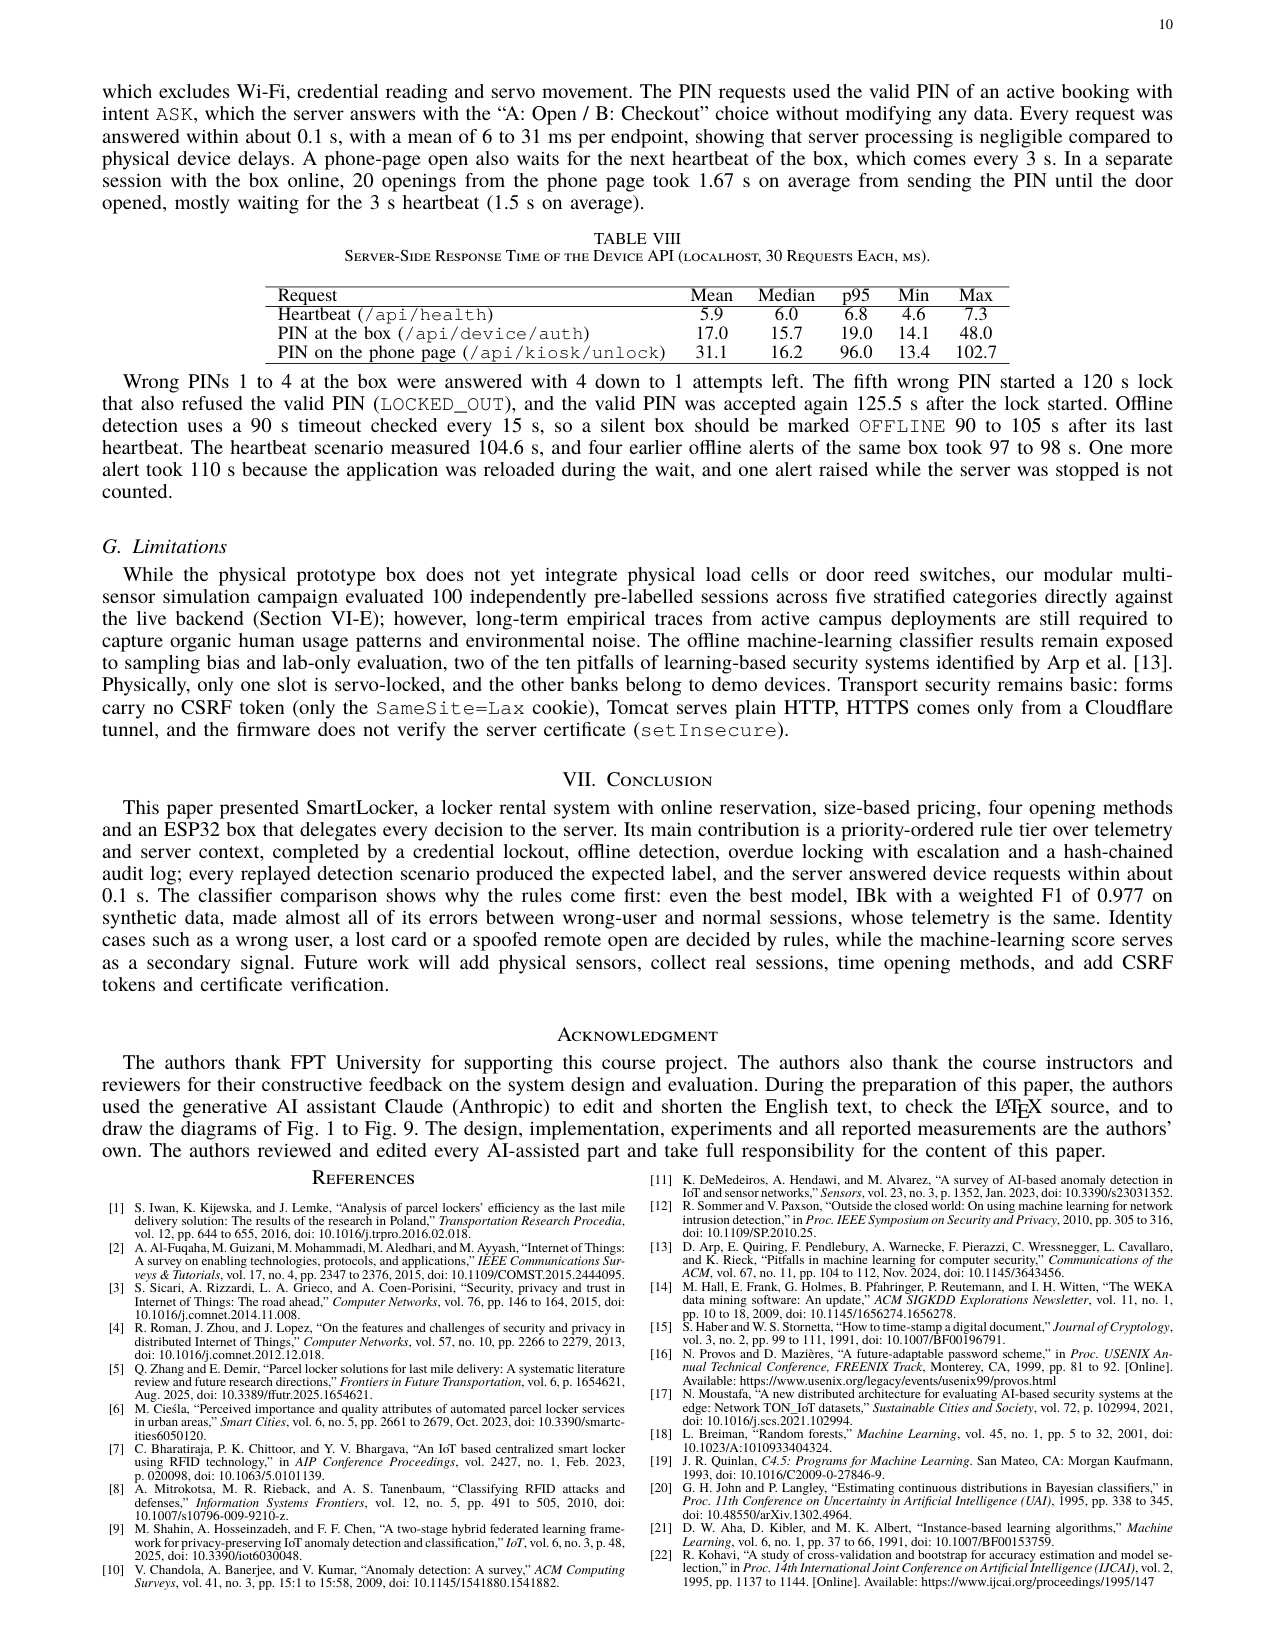 10
which excludes Wi-Fi, credential reading and servo movement. The PIN requests used the valid PIN of an active booking with
intent ASK, which the server answers with the “A: Open / B: Checkout” choice without modifying any data. Every request was
answered within about 0.1 s, with a mean of 6 to 31 ms per endpoint, showing that server processing is negligible compared to
physical device delays. A phone-page open also waits for the next heartbeat of the box, which comes every 3 s. In a separate
session with the box online, 20 openings from the phone page took 1.67 s on average from sending the PIN until the door
opened, mostly waiting for the 3 s heartbeat (1.5 s on average).
TABLE VIII
Server-Side Response Time of the Device API (localhost, 30 Requests Each, ms).
Request Mean Median p95 Min Max
Heartbeat (/api/health) 5.9 6.0 6.8 4.6 7.3
PIN at the box (/api/device/auth) 17.0 15.7 19.0 14.1 48.0
PIN on the phone page (/api/kiosk/unlock) 31.1 16.2 96.0 13.4 102.7
Wrong PINs 1 to 4 at the box were answered with 4 down to 1 attempts left. The fifth wrong PIN started a 120 s lock
that also refused the valid PIN (LOCKED_OUT), and the valid PIN was accepted again 125.5 s after the lock started. Offline
detection uses a 90 s timeout checked every 15 s, so a silent box should be marked OFFLINE 90 to 105 s after its last
heartbeat. The heartbeat scenario measured 104.6 s, and four earlier offline alerts of the same box took 97 to 98 s. One more
alert took 110 s because the application was reloaded during the wait, and one alert raised while the server was stopped is not
counted.
G. Limitations
While the physical prototype box does not yet integrate physical load cells or door reed switches, our modular multi-
sensor simulation campaign evaluated 100 independently pre-labelled sessions across five stratified categories directly against
the live backend (Section VI-E); however, long-term empirical traces from active campus deployments are still required to
capture organic human usage patterns and environmental noise. The offline machine-learning classifier results remain exposed
to sampling bias and lab-only evaluation, two of the ten pitfalls of learning-based security systems identified by Arp et al. [13].
Physically, only one slot is servo-locked, and the other banks belong to demo devices. Transport security remains basic: forms
carry no CSRF token (only the SameSite=Lax cookie), Tomcat serves plain HTTP, HTTPS comes only from a Cloudflare
tunnel, and the firmware does not verify the server certificate (setInsecure).
VII. Conclusion
This paper presented SmartLocker, a locker rental system with online reservation, size-based pricing, four opening methods
and an ESP32 box that delegates every decision to the server. Its main contribution is a priority-ordered rule tier over telemetry
and server context, completed by a credential lockout, offline detection, overdue locking with escalation and a hash-chained
audit log; every replayed detection scenario produced the expected label, and the server answered device requests within about
0.1 s. The classifier comparison shows why the rules come first: even the best model, IBk with a weighted F1 of 0.977 on
synthetic data, made almost all of its errors between wrong-user and normal sessions, whose telemetry is the same. Identity
cases such as a wrong user, a lost card or a spoofed remote open are decided by rules, while the machine-learning score serves
as a secondary signal. Future work will add physical sensors, collect real sessions, time opening methods, and add CSRF
tokens and certificate verification.
Acknowledgment
The authors thank FPT University for supporting this course project. The authors also thank the course instructors and
reviewers for their constructive feedback on the system design and evaluation. During the preparation of this paper, the authors
used the generative AI assistant Claude (Anthropic) to edit and shorten the English text, to check the LATEX source, and to
draw the diagrams of Fig. 1 to Fig. 9. The design, implementation, experiments and all reported measurements are the authors’
own. The authors reviewed and edited every AI-assisted part and take full responsibility for the content of this paper.
References
[1] S. Iwan, K. Kijewska, and J. Lemke, “Analysis of parcel lockers’ efficiency as the last mile
delivery solution: The results of the research in Poland,” Transportation Research Procedia,
vol. 12, pp. 644 to 655, 2016, doi: 10.1016/j.trpro.2016.02.018.
[2] A. Al-Fuqaha, M. Guizani, M. Mohammadi, M. Aledhari, and M. Ayyash, “Internet of Things:
A survey on enabling technologies, protocols, and applications,” IEEE Communications Sur-
veys & Tutorials, vol. 17, no. 4, pp. 2347 to 2376, 2015, doi: 10.1109/COMST.2015.2444095.
[3] S. Sicari, A. Rizzardi, L. A. Grieco, and A. Coen-Porisini, “Security, privacy and trust in
Internet of Things: The road ahead,” Computer Networks, vol. 76, pp. 146 to 164, 2015, doi:
10.1016/j.comnet.2014.11.008.
[4] R. Roman, J. Zhou, and J. Lopez, “On the features and challenges of security and privacy in
distributed Internet of Things,” Computer Networks, vol. 57, no. 10, pp. 2266 to 2279, 2013,
doi: 10.1016/j.comnet.2012.12.018.
[5] Q. Zhang and E. Demir, “Parcel locker solutions for last mile delivery: A systematic literature
review and future research directions,” Frontiers in Future Transportation, vol. 6, p. 1654621,
Aug. 2025, doi: 10.3389/ffutr.2025.1654621.
[6] M. Cieśla, “Perceived importance and quality attributes of automated parcel locker services
in urban areas,” Smart Cities, vol. 6, no. 5, pp. 2661 to 2679, Oct. 2023, doi: 10.3390/smartc-
ities6050120.
[7] C. Bharatiraja, P. K. Chittoor, and Y. V. Bhargava, “An IoT based centralized smart locker
using RFID technology,” in AIP Conference Proceedings, vol. 2427, no. 1, Feb. 2023,
p. 020098, doi: 10.1063/5.0101139.
[8] A. Mitrokotsa, M. R. Rieback, and A. S. Tanenbaum, “Classifying RFID attacks and
defenses,” Information Systems Frontiers, vol. 12, no. 5, pp. 491 to 505, 2010, doi:
10.1007/s10796-009-9210-z.
[9] M. Shahin, A. Hosseinzadeh, and F. F. Chen, “A two-stage hybrid federated learning frame-
work for privacy-preserving IoT anomaly detection and classification,” IoT, vol. 6, no. 3, p. 48,
2025, doi: 10.3390/iot6030048.
[10] V. Chandola, A. Banerjee, and V. Kumar, “Anomaly detection: A survey,” ACM Computing
Surveys, vol. 41, no. 3, pp. 15:1 to 15:58, 2009, doi: 10.1145/1541880.1541882.
[11] K. DeMedeiros, A. Hendawi, and M. Alvarez, “A survey of AI-based anomaly detection in
IoT and sensor networks,” Sensors, vol. 23, no. 3, p. 1352, Jan. 2023, doi: 10.3390/s23031352.
[12] R. Sommer and V. Paxson, “Outside the closed world: On using machine learning for network
intrusion detection,” in Proc. IEEE Symposium on Security and Privacy, 2010, pp. 305 to 316,
doi: 10.1109/SP.2010.25.
[13] D. Arp, E. Quiring, F. Pendlebury, A. Warnecke, F. Pierazzi, C. Wressnegger, L. Cavallaro,
and K. Rieck, “Pitfalls in machine learning for computer security,” Communications of the
ACM, vol. 67, no. 11, pp. 104 to 112, Nov. 2024, doi: 10.1145/3643456.
[14] M. Hall, E. Frank, G. Holmes, B. Pfahringer, P. Reutemann, and I. H. Witten, “The WEKA
data mining software: An update,” ACM SIGKDD Explorations Newsletter, vol. 11, no. 1,
pp. 10 to 18, 2009, doi: 10.1145/1656274.1656278.
[15] S. Haber and W. S. Stornetta, “How to time-stamp a digital document,” Journal of Cryptology,
vol. 3, no. 2, pp. 99 to 111, 1991, doi: 10.1007/BF00196791.
[16] N. Provos and D. Mazières, “A future-adaptable password scheme,” in Proc. USENIX An-
nual Technical Conference, FREENIX Track, Monterey, CA, 1999, pp. 81 to 92. [Online].
Available: https://www.usenix.org/legacy/events/usenix99/provos.html
[17] N. Moustafa, “A new distributed architecture for evaluating AI-based security systems at the
edge: Network TON_IoT datasets,” Sustainable Cities and Society, vol. 72, p. 102994, 2021,
doi: 10.1016/j.scs.2021.102994.
[18] L. Breiman, “Random forests,” Machine Learning, vol. 45, no. 1, pp. 5 to 32, 2001, doi:
10.1023/A:1010933404324.
[19] J. R. Quinlan, C4.5: Programs for Machine Learning. San Mateo, CA: Morgan Kaufmann,
1993, doi: 10.1016/C2009-0-27846-9.
[20] G. H. John and P. Langley, “Estimating continuous distributions in Bayesian classifiers,” in
Proc. 11th Conference on Uncertainty in Artificial Intelligence (UAI), 1995, pp. 338 to 345,
doi: 10.48550/arXiv.1302.4964.
[21] D. W. Aha, D. Kibler, and M. K. Albert, “Instance-based learning algorithms,” Machine
Learning, vol. 6, no. 1, pp. 37 to 66, 1991, doi: 10.1007/BF00153759.
[22] R. Kohavi, “A study of cross-validation and bootstrap for accuracy estimation and model se-
lection,” in Proc. 14th International Joint Conference on Artificial Intelligence (IJCAI), vol. 2,
1995, pp. 1137 to 1144. [Online]. Available: https://www.ijcai.org/proceedings/1995/147